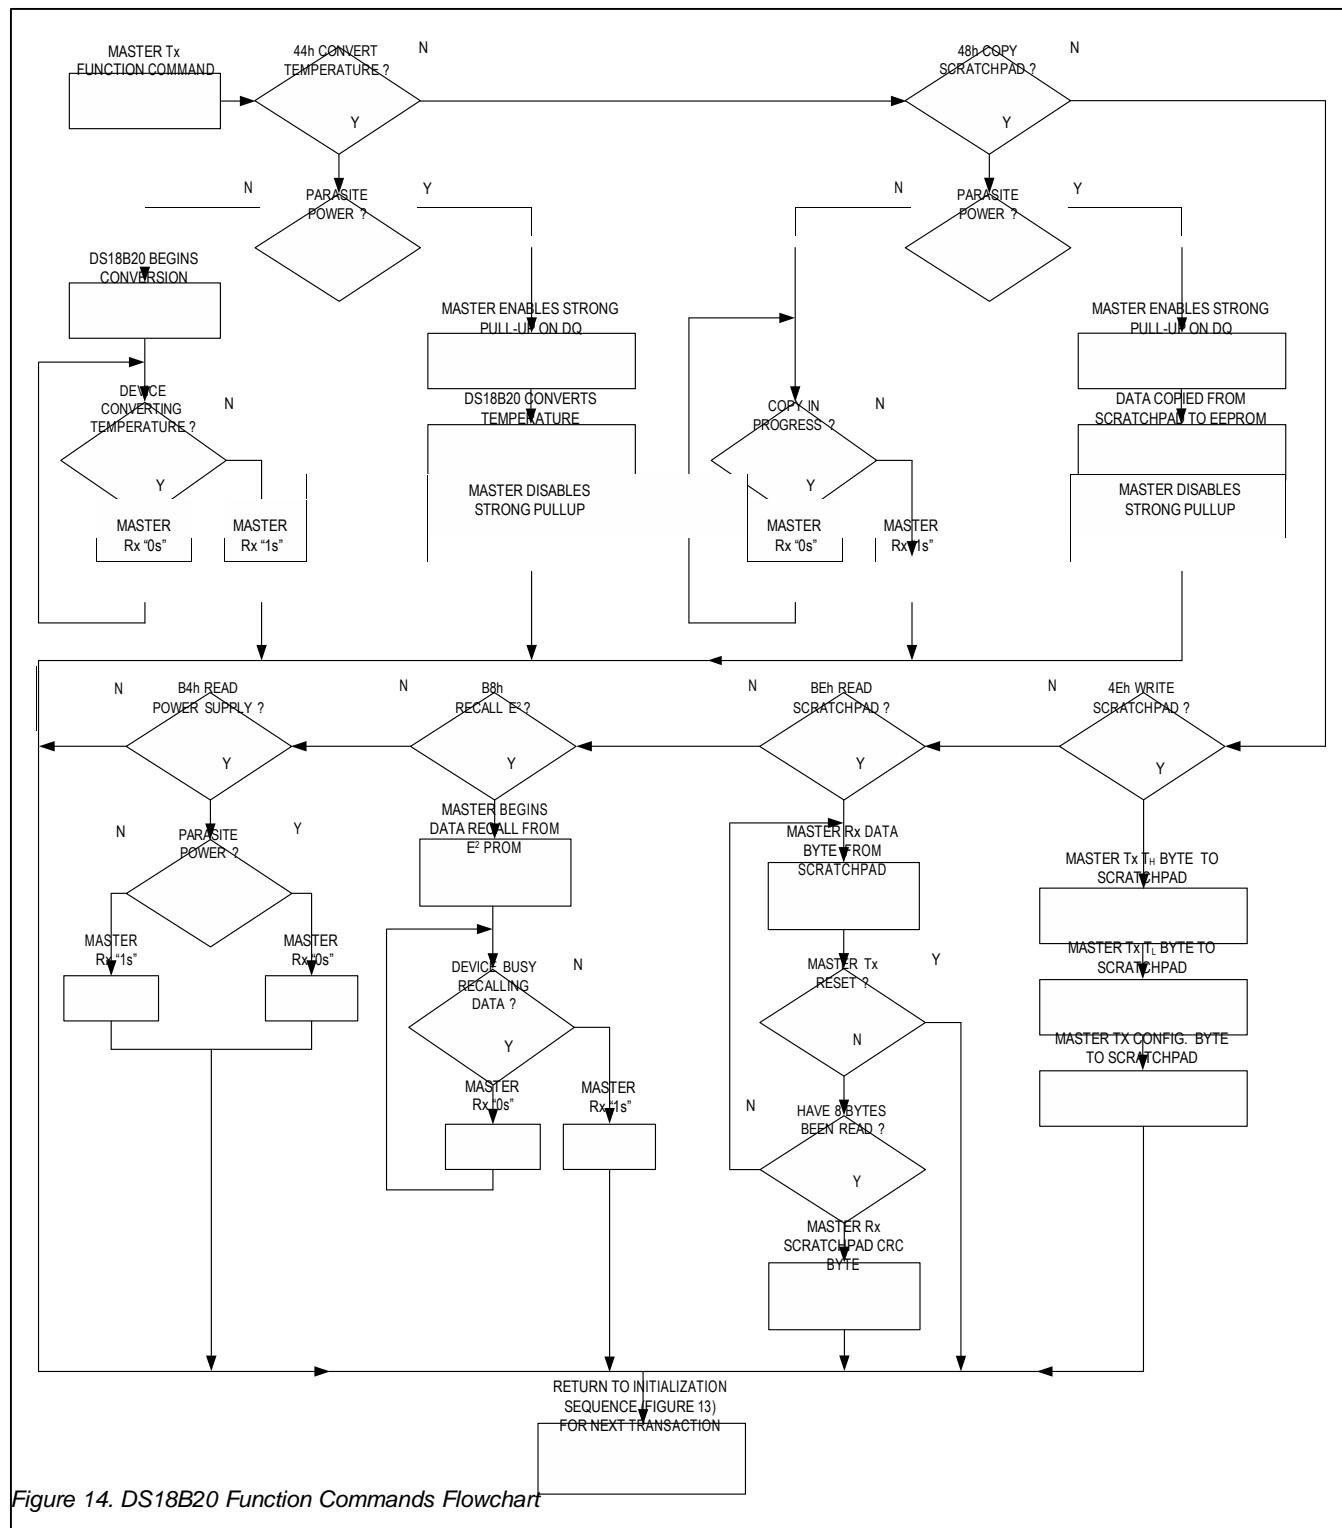 MASTER Tx
FUNCTION COMMAND
44h CONVERT
TEMPERATURE ?
N
Y
48h COPY
SCRATCHPAD ?
N
Y
N
PARASITE
POWER ?
Y
N
PARASITE
POWER ?
Y
DS18B20 BEGINS
CONVERSION
MASTER ENABLES STRONG
PULL-UP ON DQ
MASTER ENABLES STRONG
PULL-UP ON DQ
DEVICE
CONVERTING
TEMPERATURE ?
N
Y
DS18B20 CONVERTS
TEMPERATURE
COPY IN
PROGRESS ?
N
Y
DATA COPIED FROM
SCRATCHPAD TO EEPROM
MASTER
Rx “0s”
MASTER
Rx “1s”
MASTER DISABLES
STRONG PULLUP
MASTER
Rx “0s”
MASTER
Rx “1s”
MASTER DISABLES
STRONG PULLUP
N
B4h READ
POWER SUPPLY ?
Y
N
B8h
RECALL E² ?
Y
N
BEh READ
SCRATCHPAD ?
Y
N
4Eh WRITE
SCRATCHPAD ?
Y
N
PARASITE
POWER ?
Y
MASTER BEGINS
DATA RECALL FROM
E² PROM
MASTER Rx DATA
BYTE FROM
SCRATCHPAD
MASTER Tx T_H BYTE TO
SCRATCHPAD
MASTER
Rx “1s”
MASTER
Rx “0s”
DEVICE BUSY
RECALLING
DATA ?
N
Y
MASTER Tx
RESET ?
Y
N
MASTER Tx T_L BYTE TO
SCRATCHPAD
MASTER TX CONFIG. BYTE
TO SCRATCHPAD
MASTER
Rx “0s”
MASTER
Rx “1s”
N
HAVE 8 BYTES
BEEN READ ?
Y
MASTER Rx
SCRATCHPAD CRC
BYTE
RETURN TO INITIALIZATION
SEQUENCE (FIGURE 13)
FOR NEXT TRANSACTION
Figure 14. DS18B20 Function Commands Flowchart